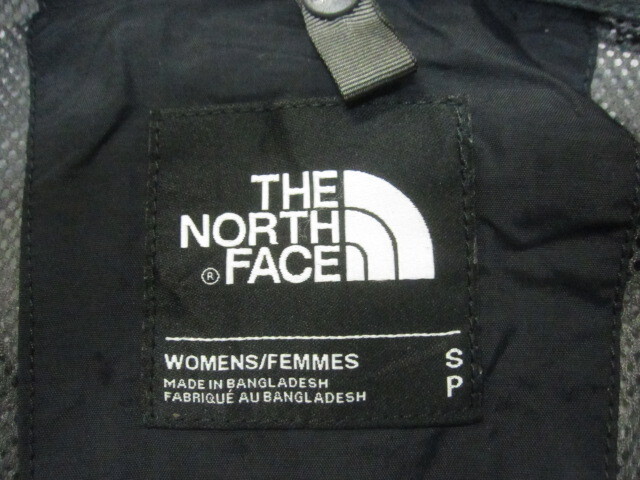 THE
NORTH
® FACE
WOMENS/FEMMES S
MADE IN BANGLADESH P
FABRIQUÉ AU BANGLADESH